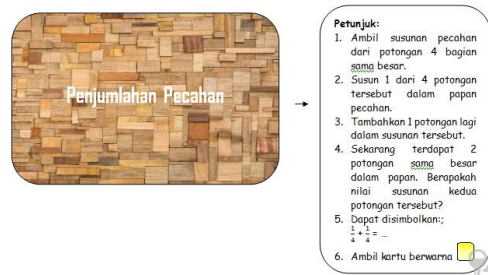 Penjumlahan Pecahan
Petunjuk:
1. Ambil susunan pecahan
dari potongan 4 bagian
sama besar.
2. Susun 1 dari 4 potongan
tersebut dalam papan
pecahan.
3. Tambahkan 1 potongan lagi
dalam susunan tersebut.
4. Sekarang terdapat 2
potongan sama besar
dalam papan. Berapakah
nilai susunan kedua
potongan tersebut?
5. Dapat disimbolkan:;
1/4 + 1/4 = ...
6. Ambil kartu berwarna